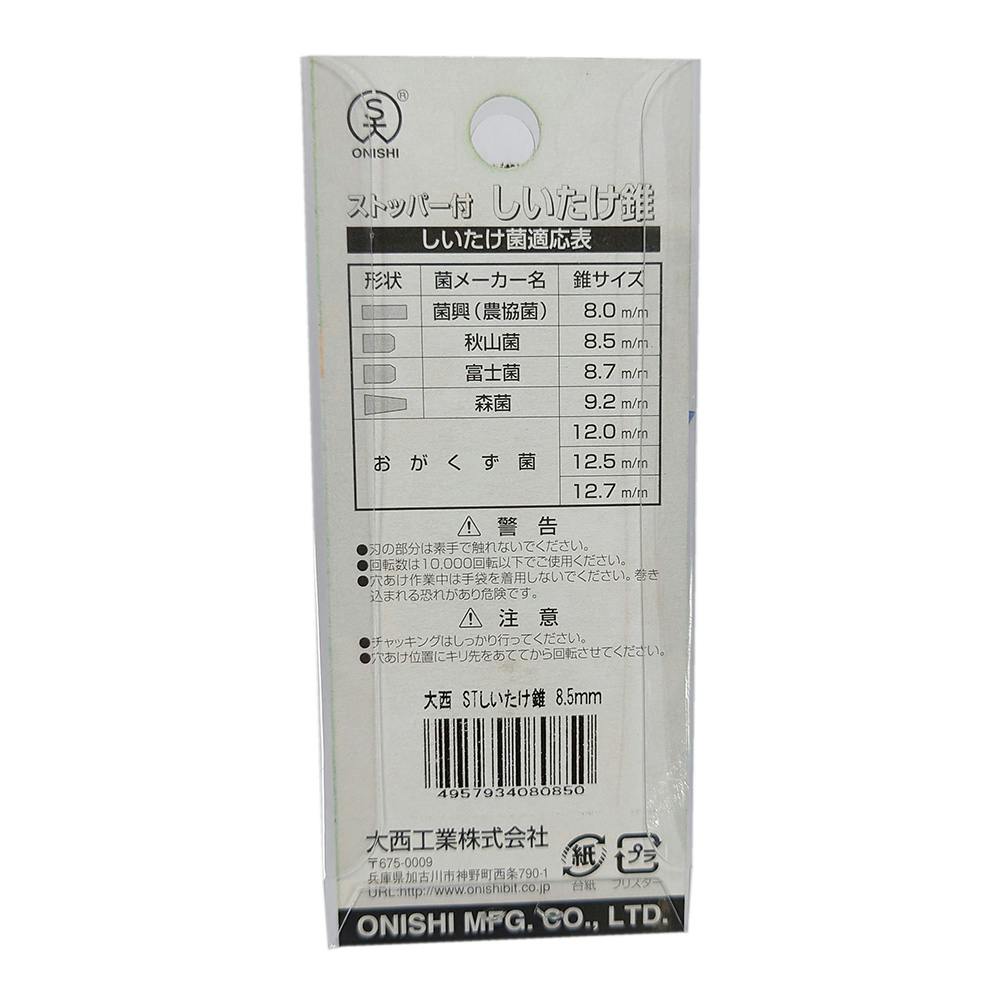 S大®
ONISHI
ストッパー付 しいたけ錐
しいたけ菌適応表
形状 菌メーカー名 錐サイズ
菌興(農協菌) 8.0 m/m
秋山菌 8.5 m/m
富士菌 8.7 m/m
森菌 9.2 m/m
おがくず菌 12.0 m/m
12.5 m/m
12.7 m/m
⚠ 警告
●刃の部分は素手で触れないでください。
●回転数は10,000回転以下でご使用ください。
●穴あけ作業中は手袋を着用しないでください。巻き
込まれる恐れがあり危険です。
⚠ 注意
●チャッキングはしっかり行ってください。
●穴あけ位置にキリ先をあててから回転させてください。
大西 STしいたけ錐 8.5mm
4957934080850
大西工業株式会社
〒675-0009
兵庫県加古川市神野町西条790-1
URL:http://www.onishibit.co.jp
紙 プラ
台紙 ブリスター
ONISHI MFG. CO., LTD.